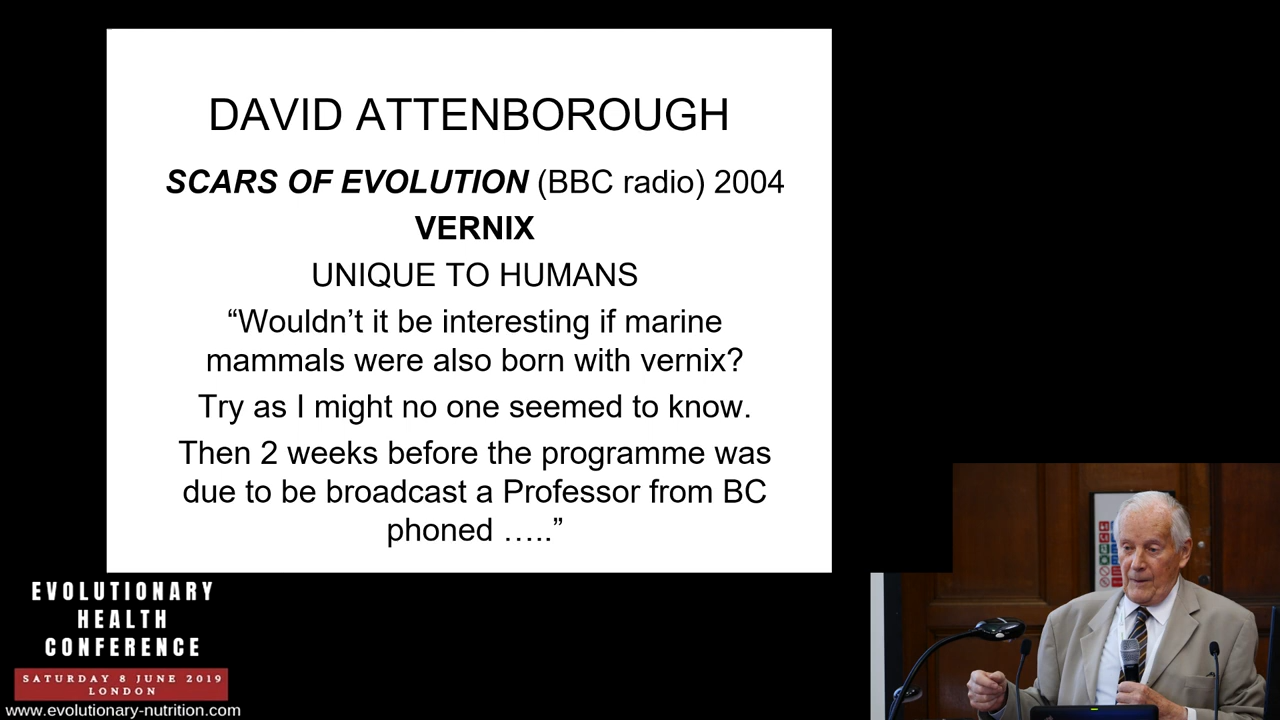 DAVID ATTENBOROUGH
SCARS OF EVOLUTION (BBC radio) 2004
VERNIX
UNIQUE TO HUMANS
“Wouldn’t it be interesting if marine
mammals were also born with vernix?
Try as I might no one seemed to know.
Then 2 weeks before the programme was
due to be broadcast a Professor from BC
phoned …..”
EVOLUTIONARY
HEALTH
CONFERENCE
SATURDAY 8 JUNE 2019
LONDON
www.evolutionary-nutrition.com